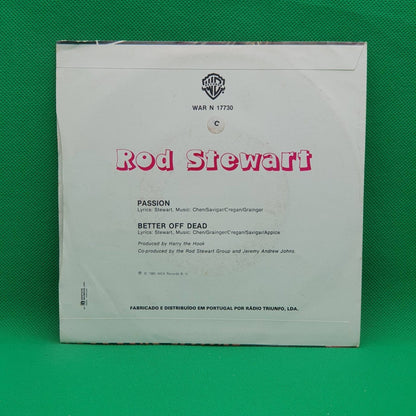 WAR N 17730
C
Rod Stewart
PASSION
Lyrics: Stewart, Music: Chen/Savigar/Cregan/Grainger
BETTER OFF DEAD
Lyrics: Stewart, Music: Chen/Grainger/Cregan/Savigar/Appice
Produced by Harry the Hook
Co-produced by the Rod Stewart Group and Jeremy Andrew Johns.
FABRICADO E DISTRIBUÍDO EM PORTUGAL POR RÁDIO TRIUNFO, LDA.